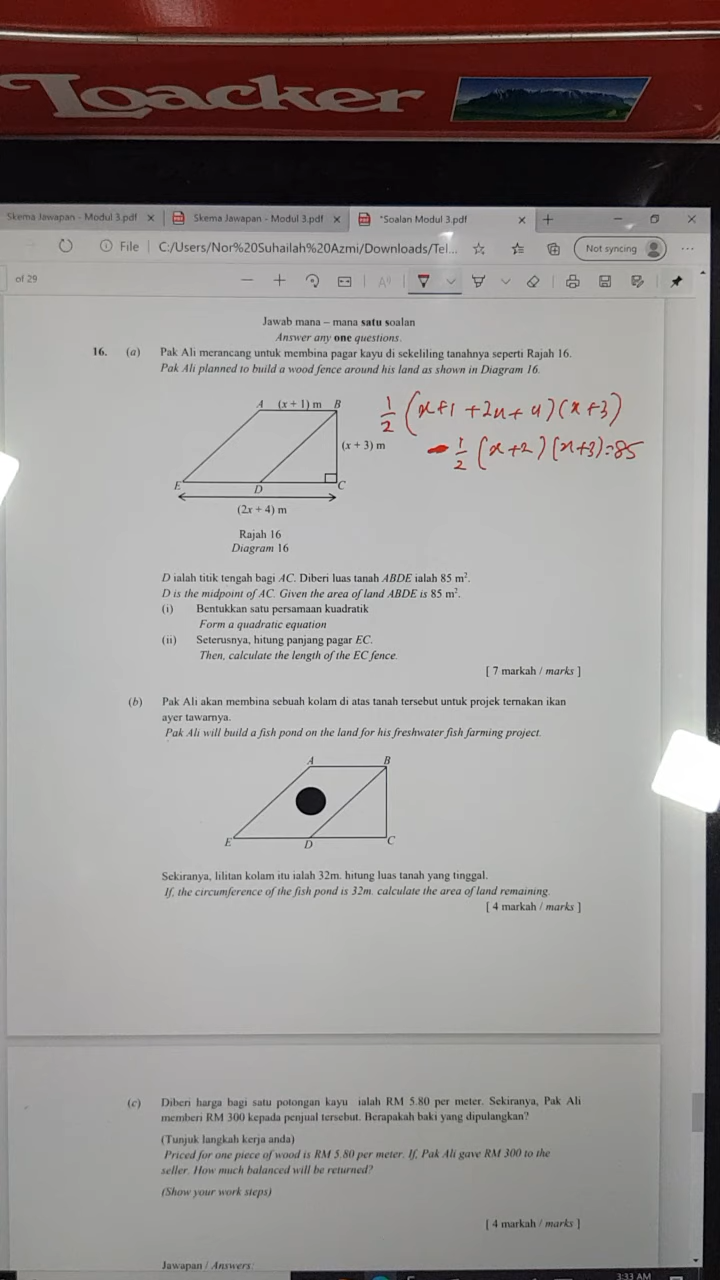 Loacker
Skema Jawapan - Modul 3.pdf × Skema Jawapan - Modul 3.pdf × *Soalan Modul 3.pdf × +
File C:/Users/Nor%20Suhailah%20Azmi/Downloads/Tel... Not syncing
of 29
Jawab mana – mana satu soalan
Answer any one questions.
16. (a) Pak Ali merancang untuk membina pagar kayu di sekeliling tanahnya seperti Rajah 16.
Pak Ali planned to build a wood fence around his land as shown in Diagram 16.
A (x + 1) m B
1/2 (x+1 +2x+4)(x+3)
(x + 3) m
- 1/2 (x+2)(x+3)=85
E D C
(2x + 4) m
Rajah 16
Diagram 16
D ialah titik tengah bagi AC. Diberi luas tanah ABDE ialah 85 m².
D is the midpoint of AC. Given the area of land ABDE is 85 m².
(i) Bentukkan satu persamaan kuadratik
Form a quadratic equation
(ii) Seterusnya, hitung panjang pagar EC.
Then, calculate the length of the EC fence.
[ 7 markah / marks ]
(b) Pak Ali akan membina sebuah kolam di atas tanah tersebut untuk projek ternakan ikan
ayer tawarnya.
Pak Ali will build a fish pond on the land for his freshwater fish farming project.
A B
E D C
Sekiranya, lilitan kolam itu ialah 32m. hitung luas tanah yang tinggal.
If, the circumference of the fish pond is 32m. calculate the area of land remaining.
[ 4 markah / marks ]
(c) Diberi harga bagi satu potongan kayu ialah RM 5.80 per meter. Sekiranya, Pak Ali
memberi RM 300 kepada penjual tersebut. Berapakah baki yang dipulangkan?
(Tunjuk langkah kerja anda)
Priced for one piece of wood is RM 5.80 per meter. If, Pak Ali gave RM 300 to the
seller. How much balanced will be returned?
(Show your work steps)
[ 4 markah / marks ]
Jawapan / Answers:
3:33 AM